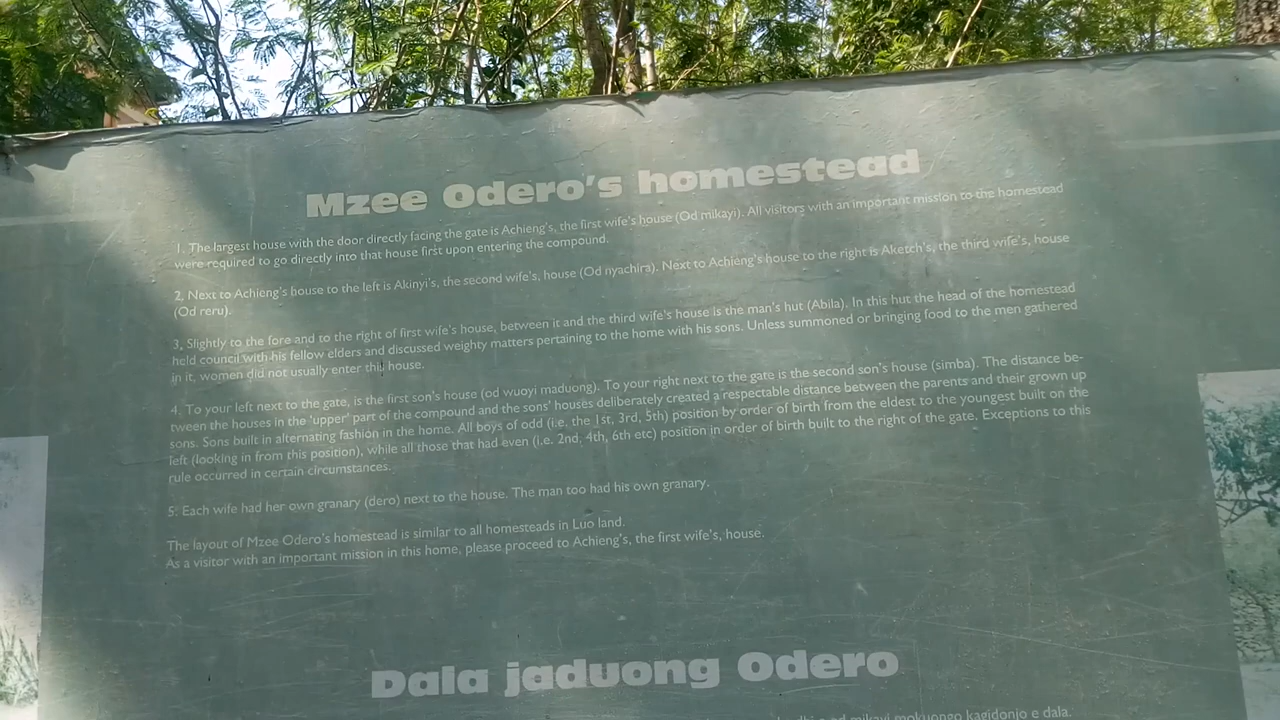 Mzee Odero's homestead
1. The largest house with the door directly facing the gate is Achieng's, the first wife's house (Od mikayi). All visitors with an important mission to the homestead
were required to go directly into that house first upon entering the compound.
2, Next to Achieng's house to the left is Akinyi's, the second wife's, house (Od nyachira). Next to Achieng's house to the right is Aketch's, the third wife's, house
(Od reru).
3, Slightly to the fore and to the right of first wife's house, between it and the third wife's house is the man's hut (Abila). In this hut the head of the homestead
held council with his fellow elders and discussed weighty matters pertaining to the home with his sons. Unless summoned or bringing food to the men gathered
in it, women did not usually enter this house.
4. To your left next to the gate, is the first son's house (od wuoyi maduong). To your right next to the gate is the second son's house (simba). The distance be-
tween the houses in the 'upper' part of the compound and the sons' houses deliberately created a respectable distance between the parents and their grown up
sons. Sons built in alternating fashion in the home. All boys of odd (i.e. the 1st, 3rd, 5th) position by order of birth from the eldest to the youngest built on the
left (looking in from this position), while all those that had even (i.e. 2nd, 4th, 6th etc) position in order of birth built to the right of the gate. Exceptions to this
rule occurred in certain circumstances.
5: Each wife had her own granary (dero) next to the house. The man too had his own granary.
The layout of Mzee Odero's homestead is similar to all homesteads in Luo land.
As a visitor with an important mission in this home, please proceed to Achieng's, the first wife's, house.
Dala jaduong Odero
od mikayi mokuongo kagidonjo e dala.